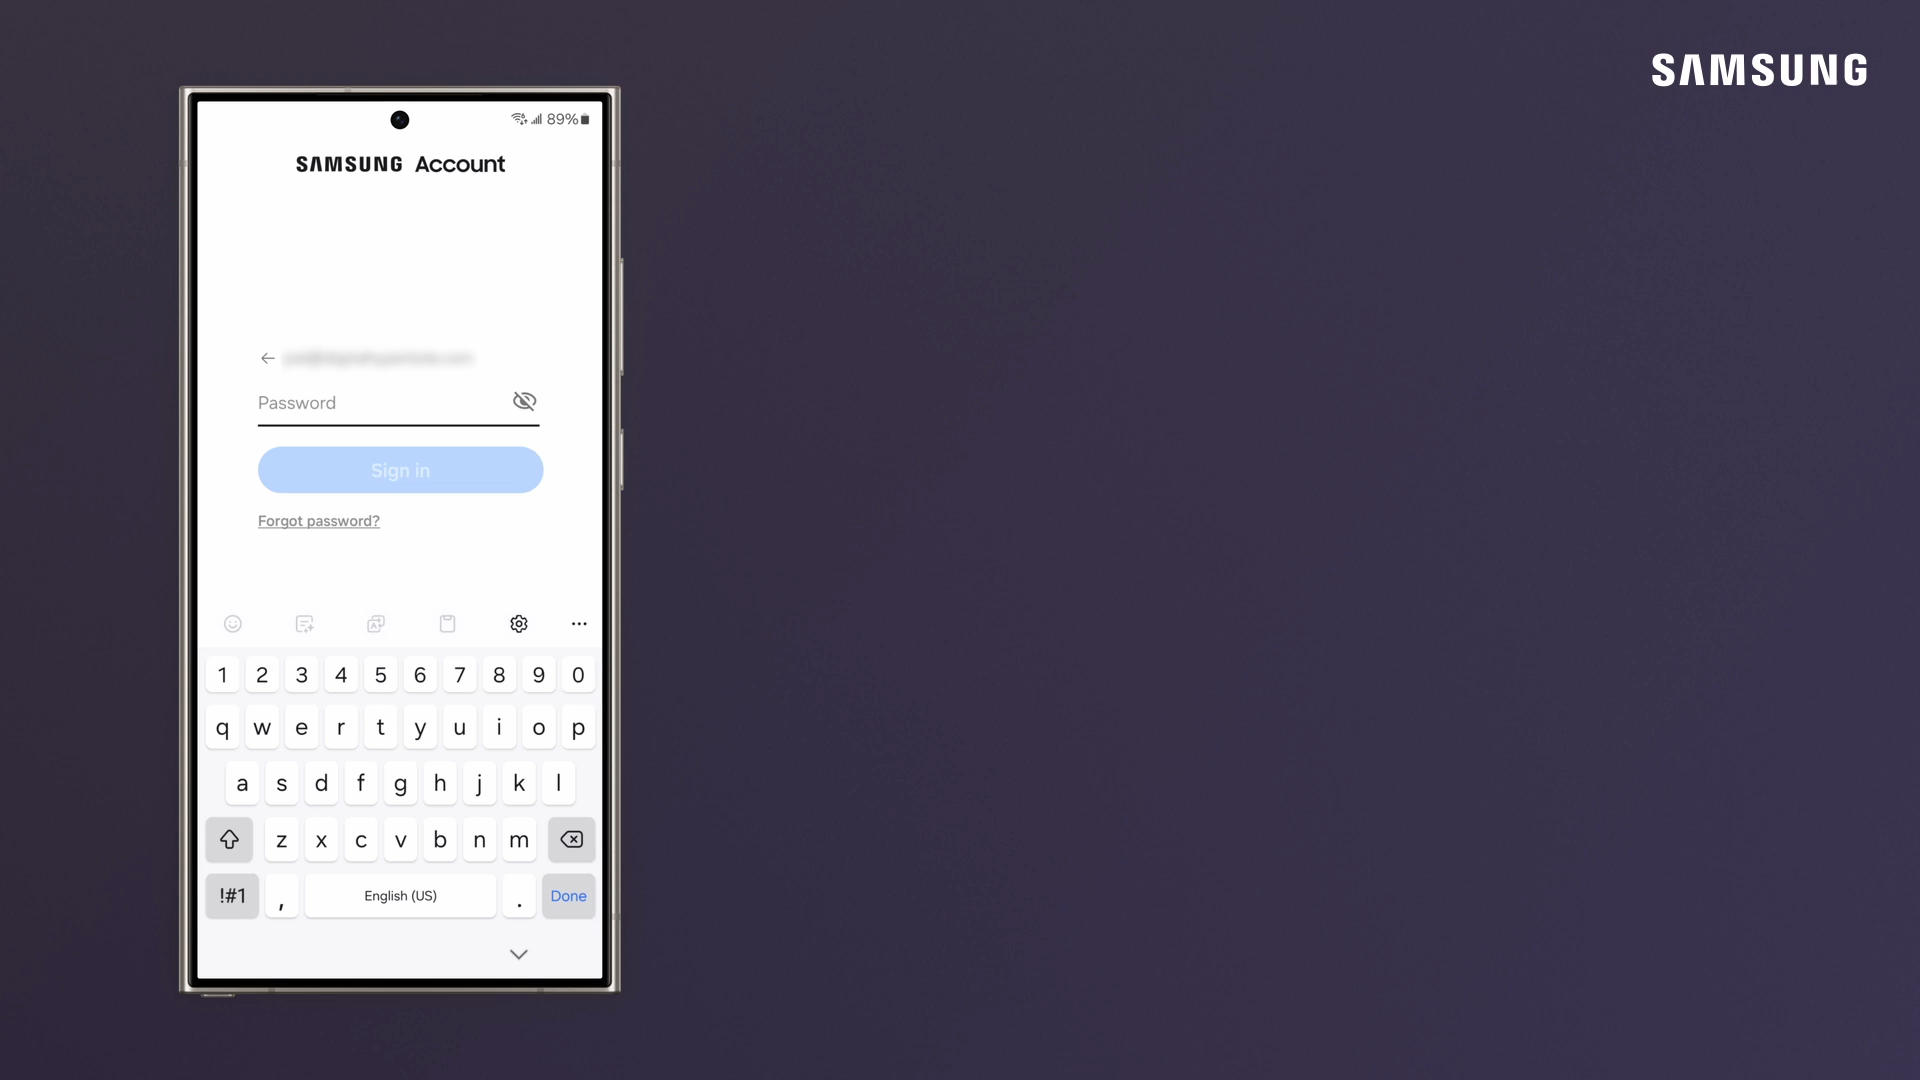 SAMSUNG
89%
SAMSUNG Account
Password
Sign in
Forgot password?
1 2 3 4 5 6 7 8 9 0
q w e r t y u i o p
a s d f g h j k l
z x c v b n m
!#1 , English (US) . Done